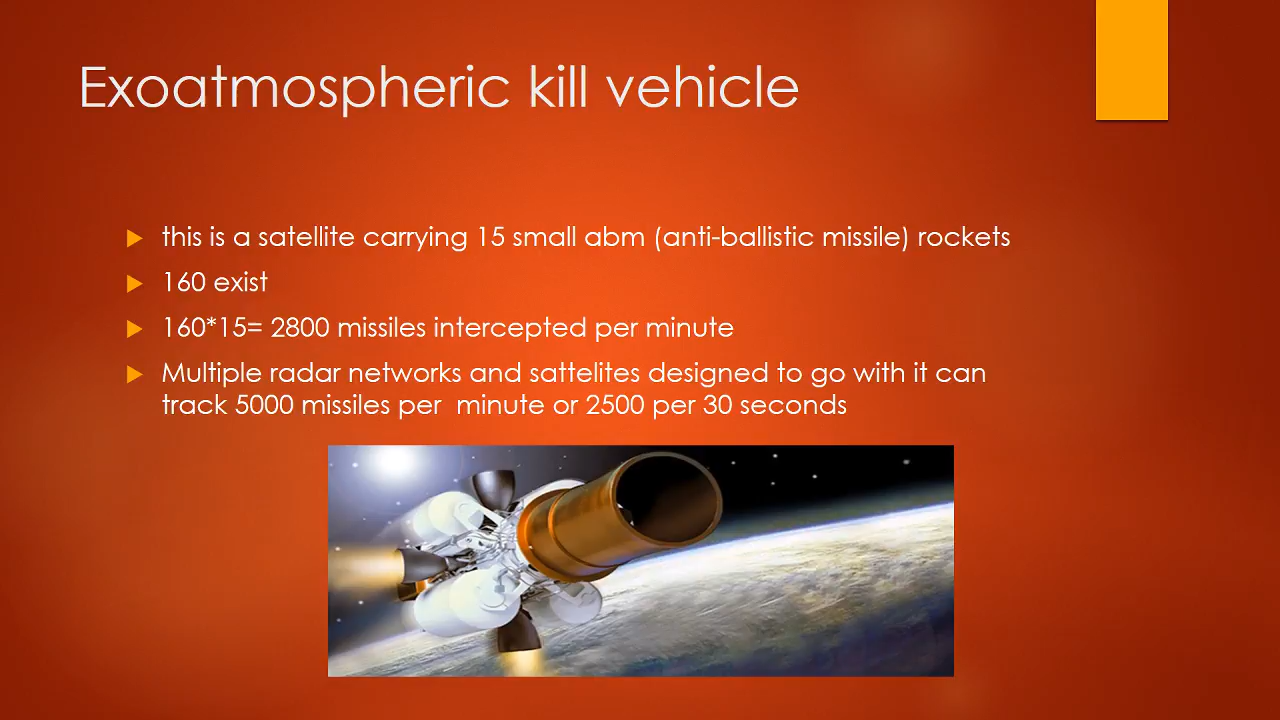 Exoatmospheric kill vehicle
this is a satellite carrying 15 small abm (anti-ballistic missile) rockets
160 exist
160*15= 2800 missiles intercepted per minute
Multiple radar networks and sattelites designed to go with it can
track 5000 missiles per  minute or 2500 per 30 seconds